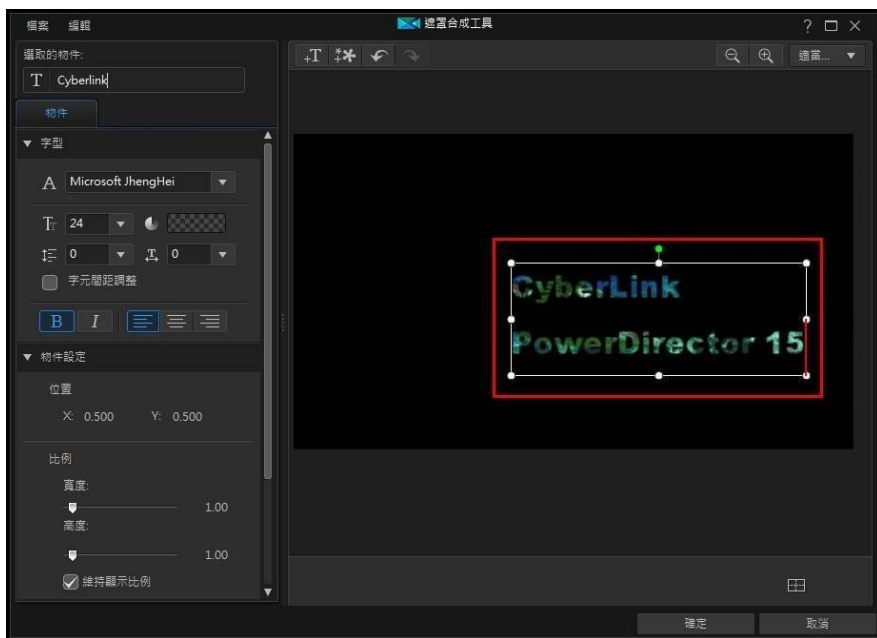 檔案 編輯
遮罩合成工具
?
選取的物件:
T Cyberlink
+T
適當... ▼
物件
▼ 字型
A Microsoft JhengHei
TT 24
0 T 0
字元間距調整
B I
▼ 物件設定
位置
X: 0.500 Y: 0.500
比例
寬度:
1.00
高度:
1.00
維持顯示比例
CyberLink
PowerDirector 15
確定 取消